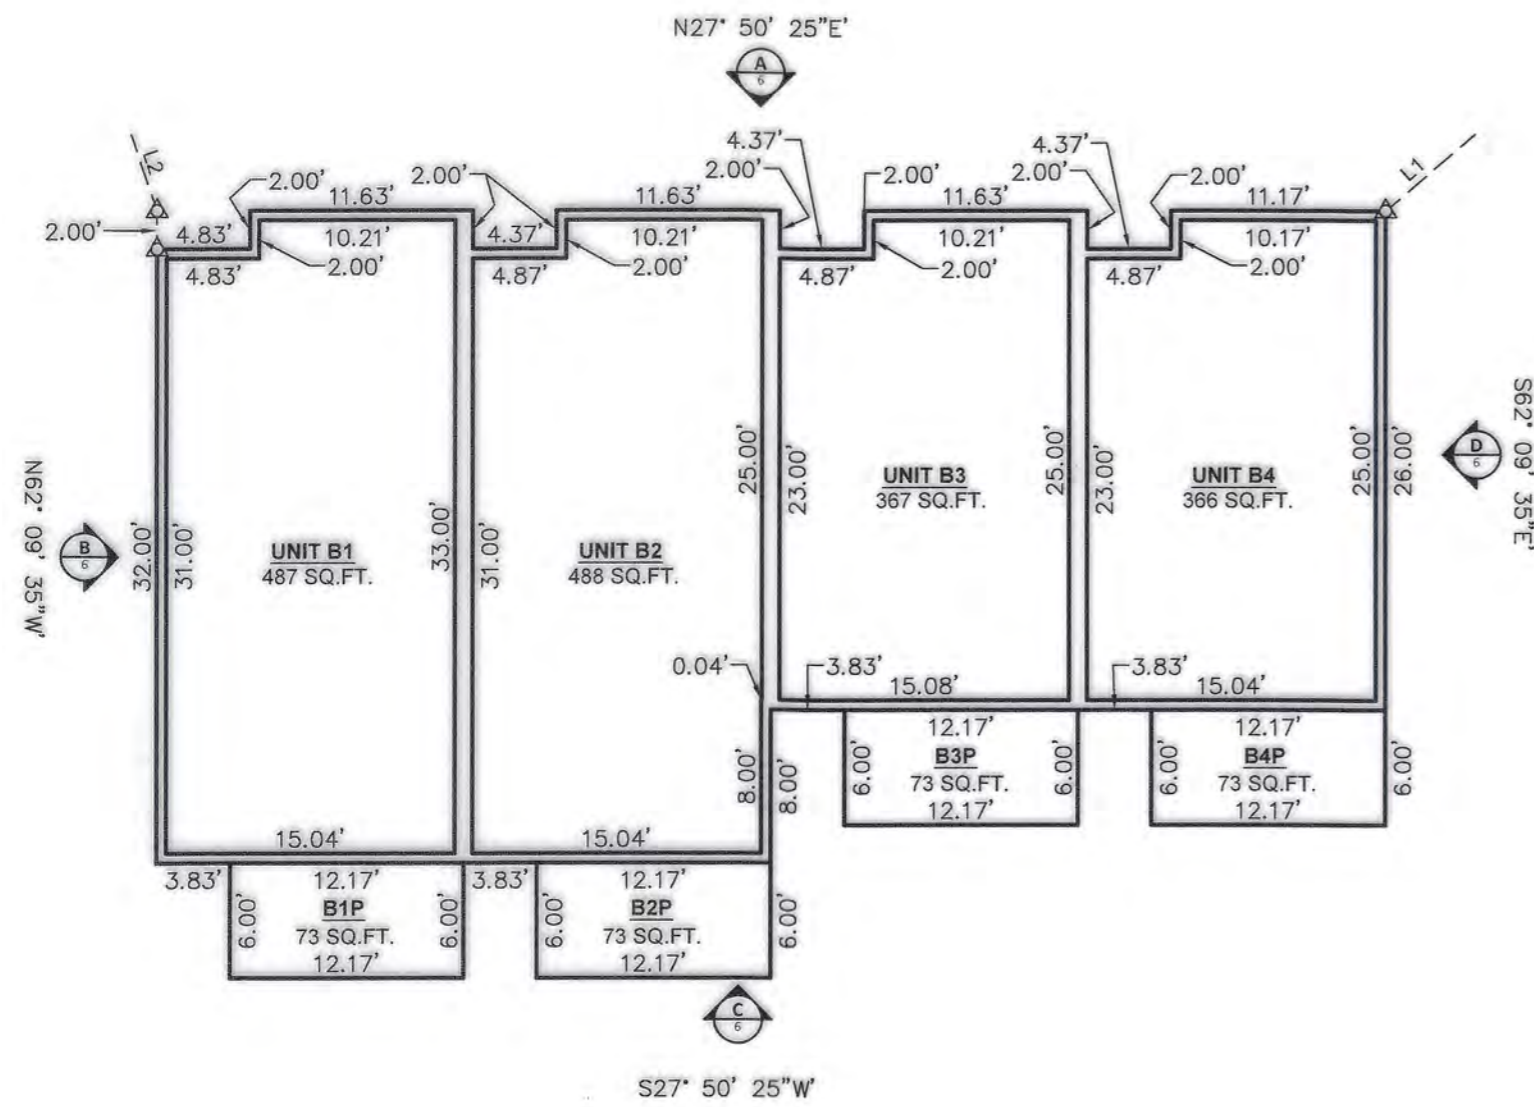 N27° 50' 25"E'
A
6
4.37'
4.37'
L2
L1
2.00'
2.00'
2.00'
2.00'
2.00'
2.00'
11.63'
11.63'
11.63'
11.17'
2.00'
4.83'
10.21'
4.37'
10.21'
10.21'
10.17'
4.83'
2.00'
4.87'
2.00'
4.87'
2.00'
4.87'
2.00'
N62° 09' 35"W'
B
6
32.00'
31.00'
UNIT B1
487 SQ.FT.
33.00'
31.00'
UNIT B2
488 SQ.FT.
25.00'
23.00'
UNIT B3
367 SQ.FT.
25.00'
23.00'
UNIT B4
366 SQ.FT.
25.00'
26.00'
D
6
S62° 09' 35"E'
0.04'
3.83'
3.83'
15.08'
15.04'
8.00'
8.00'
6.00'
12.17'
B3P
73 SQ.FT.
12.17'
6.00'
6.00'
12.17'
B4P
73 SQ.FT.
12.17'
6.00'
15.04'
15.04'
3.83'
6.00'
12.17'
B1P
73 SQ.FT.
12.17'
6.00'
3.83'
6.00'
12.17'
B2P
73 SQ.FT.
12.17'
6.00'
C
6
S27° 50' 25"W'